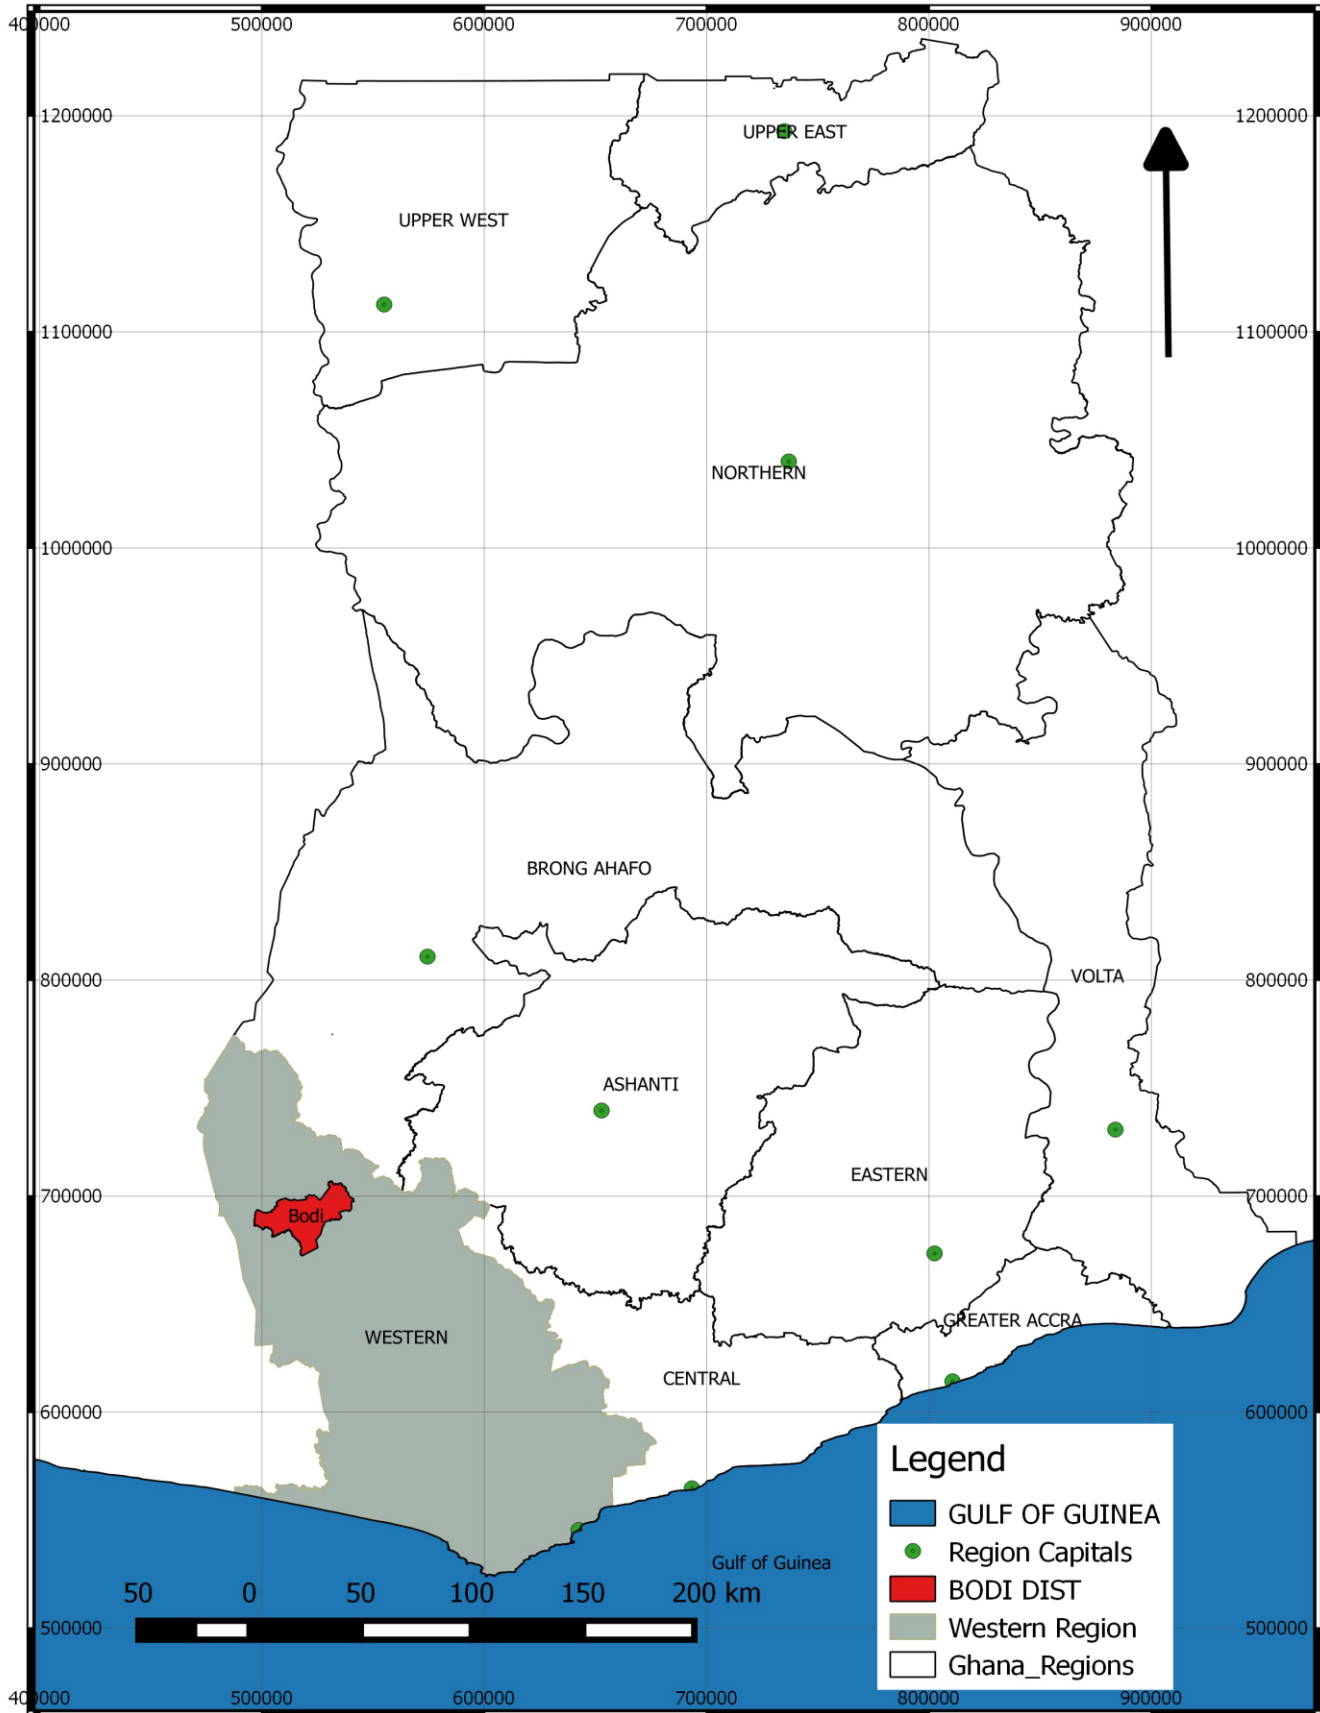 400000 500000 600000 700000 800000 900000
1200000 1200000
UPPER EAST
UPPER WEST
1100000 1100000
NORTHERN
1000000 1000000
900000 900000
BRONG AHAFO
800000 800000
VOLTA
ASHANTI
EASTERN
700000 700000
Bodi
GREATER ACCRA
WESTERN
CENTRAL
600000 600000
Legend
GULF OF GUINEA
Region Capitals
BODI DIST
Western Region
Ghana_Regions
Gulf of Guinea
50 0 50 100 150 200 km
500000 500000
400000 500000 600000 700000 800000 900000